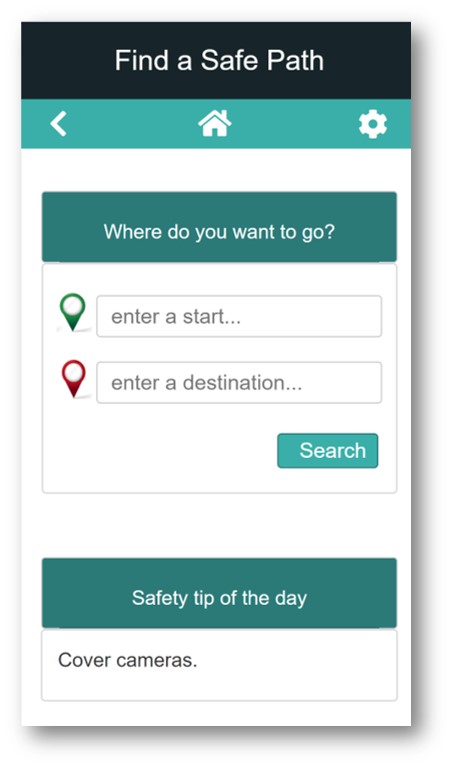 Find a Safe Path
Where do you want to go?
enter a start...
enter a destination...
Search
Safety tip of the day
Cover cameras.